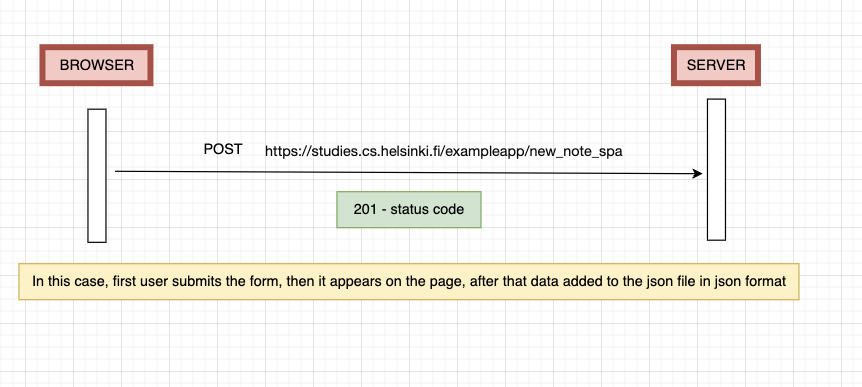 BROWSER
SERVER
POST https://studies.cs.helsinki.fi/exampleapp/new_note_spa
201 - status code
In this case, first user submits the form, then it appears on the page, after that data added to the json file in json format